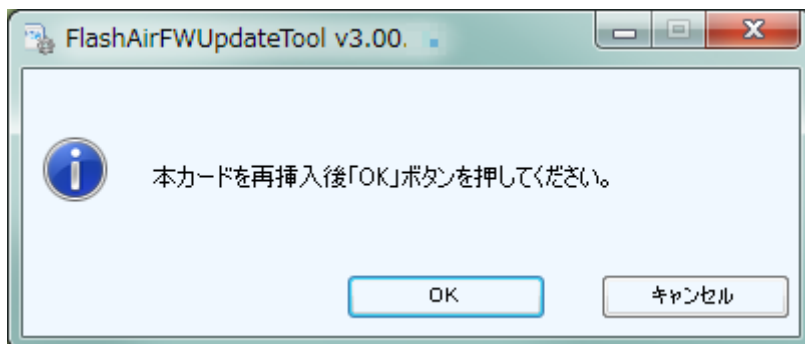 FlashAirFWUpdateTool v3.00.
本カードを再挿入後「OK」ボタンを押してください。
OK
キャンセル